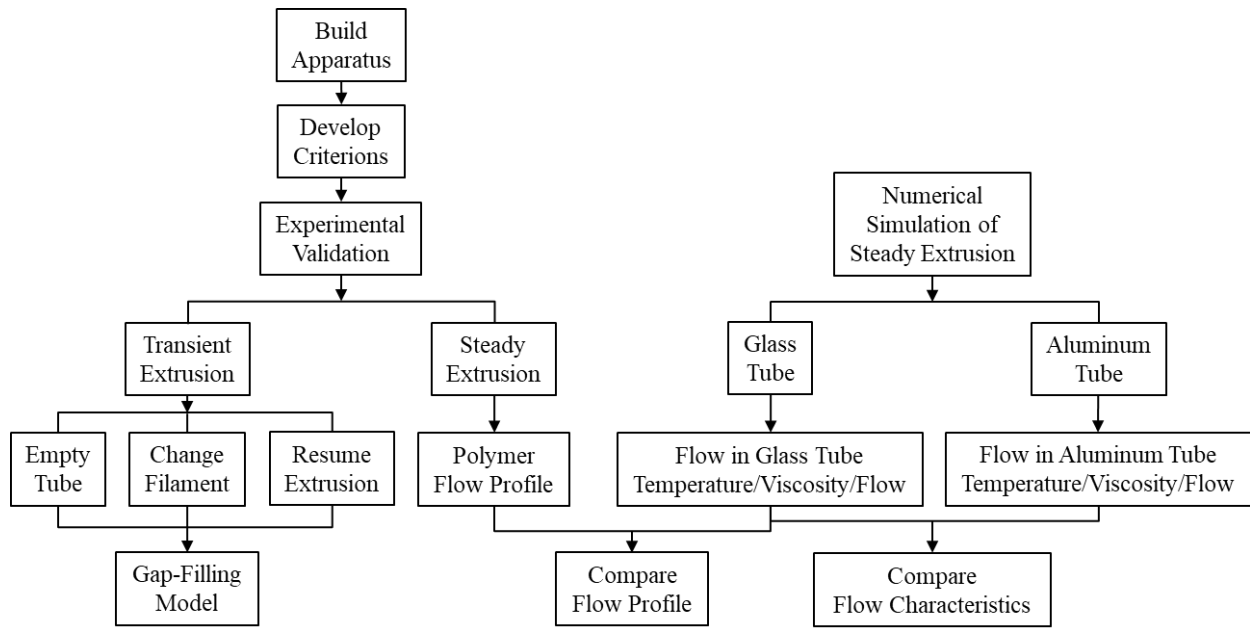 Build
Apparatus
Develop
Criterions
Experimental
Validation
Numerical
Simulation of
Steady Extrusion
Transient
Extrusion
Steady
Extrusion
Glass
Tube
Aluminum
Tube
Empty
Tube
Change
Filament
Resume
Extrusion
Polymer
Flow Profile
Flow in Glass Tube
Temperature/Viscosity/Flow
Flow in Aluminum Tube
Temperature/Viscosity/Flow
Gap-Filling
Model
Compare
Flow Profile
Compare
Flow Characteristics